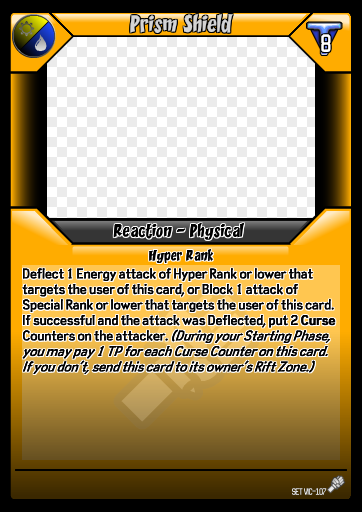 Prism Shield
8
Reaction - Physical
Hyper Rank
Deflect 1 Energy attack of Hyper Rank or lower that
targets the user of this card, or Block 1 attack of
Special Rank or lower that targets the user of this card.
If successful and the attack was Deflected, put 2 Curse
Counters on the attacker. (During your Starting Phase,
you may pay 1 TP for each Curse Counter on this card.
If you don't, send this card to its owner's Rift Zone.)
SET VIC-107